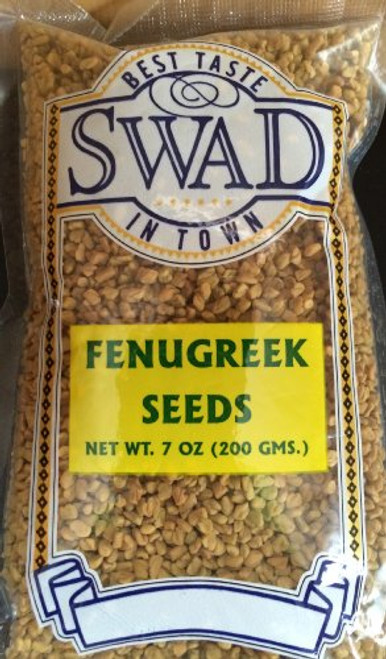 BEST TASTE
SWAD
IN TOWN
FENUGREEK
SEEDS
NET WT. 7 OZ (200 GMS.)